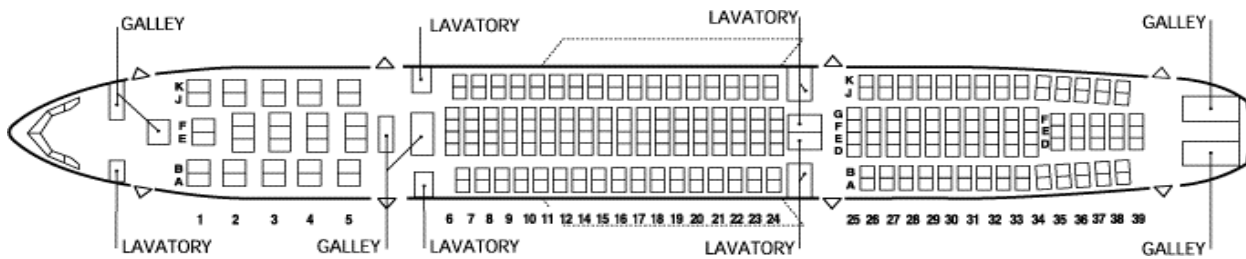 GALLEY
LAVATORY
LAVATORY
GALLEY
K
J
F
E
B
A
K
J
G
F
E
D
B
A
F
E
D
1 2 3 4 5 6 7 8 9 10 11 12 14 15 16 17 18 19 20 21 22 23 24 25 26 27 28 29 30 31 32 33 34 35 36 37 38 39
LAVATORY
GALLEY
LAVATORY
LAVATORY
GALLEY